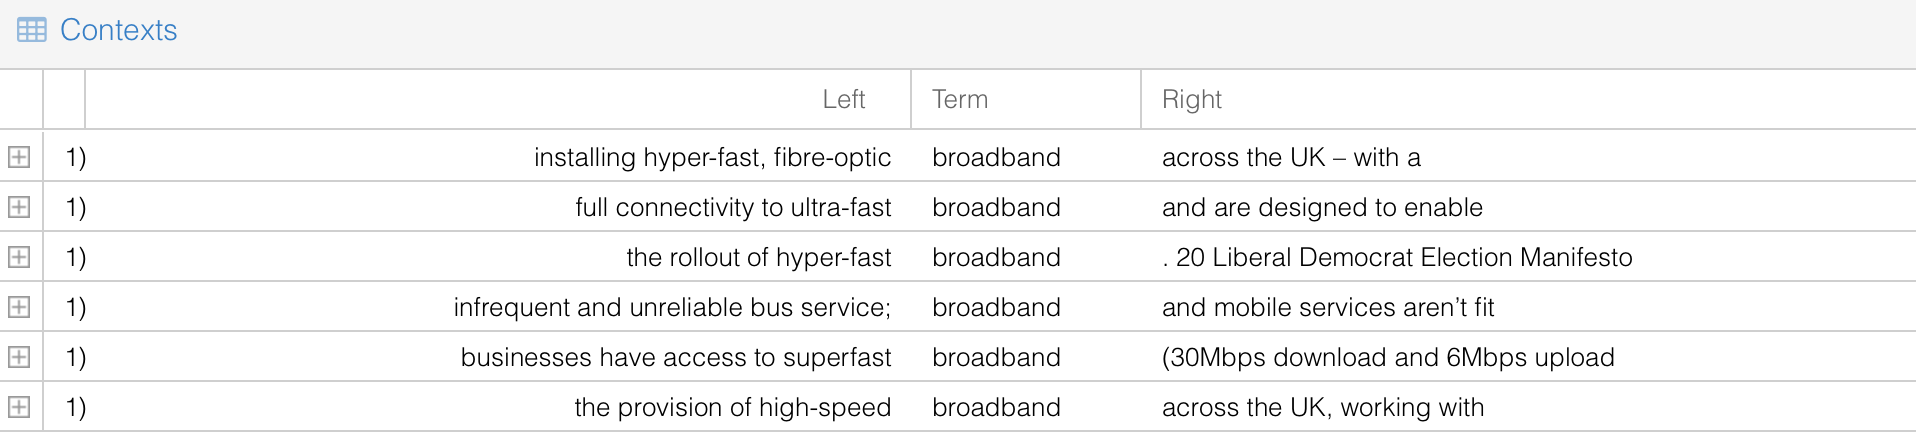 Contexts
Left Term Right
1) installing hyper-fast, fibre-optic broadband across the UK – with a
1) full connectivity to ultra-fast broadband and are designed to enable
1) the rollout of hyper-fast broadband . 20 Liberal Democrat Election Manifesto
1) infrequent and unreliable bus service; broadband and mobile services aren’t fit
1) businesses have access to superfast broadband (30Mbps download and 6Mbps upload
1) the provision of high-speed broadband across the UK, working with